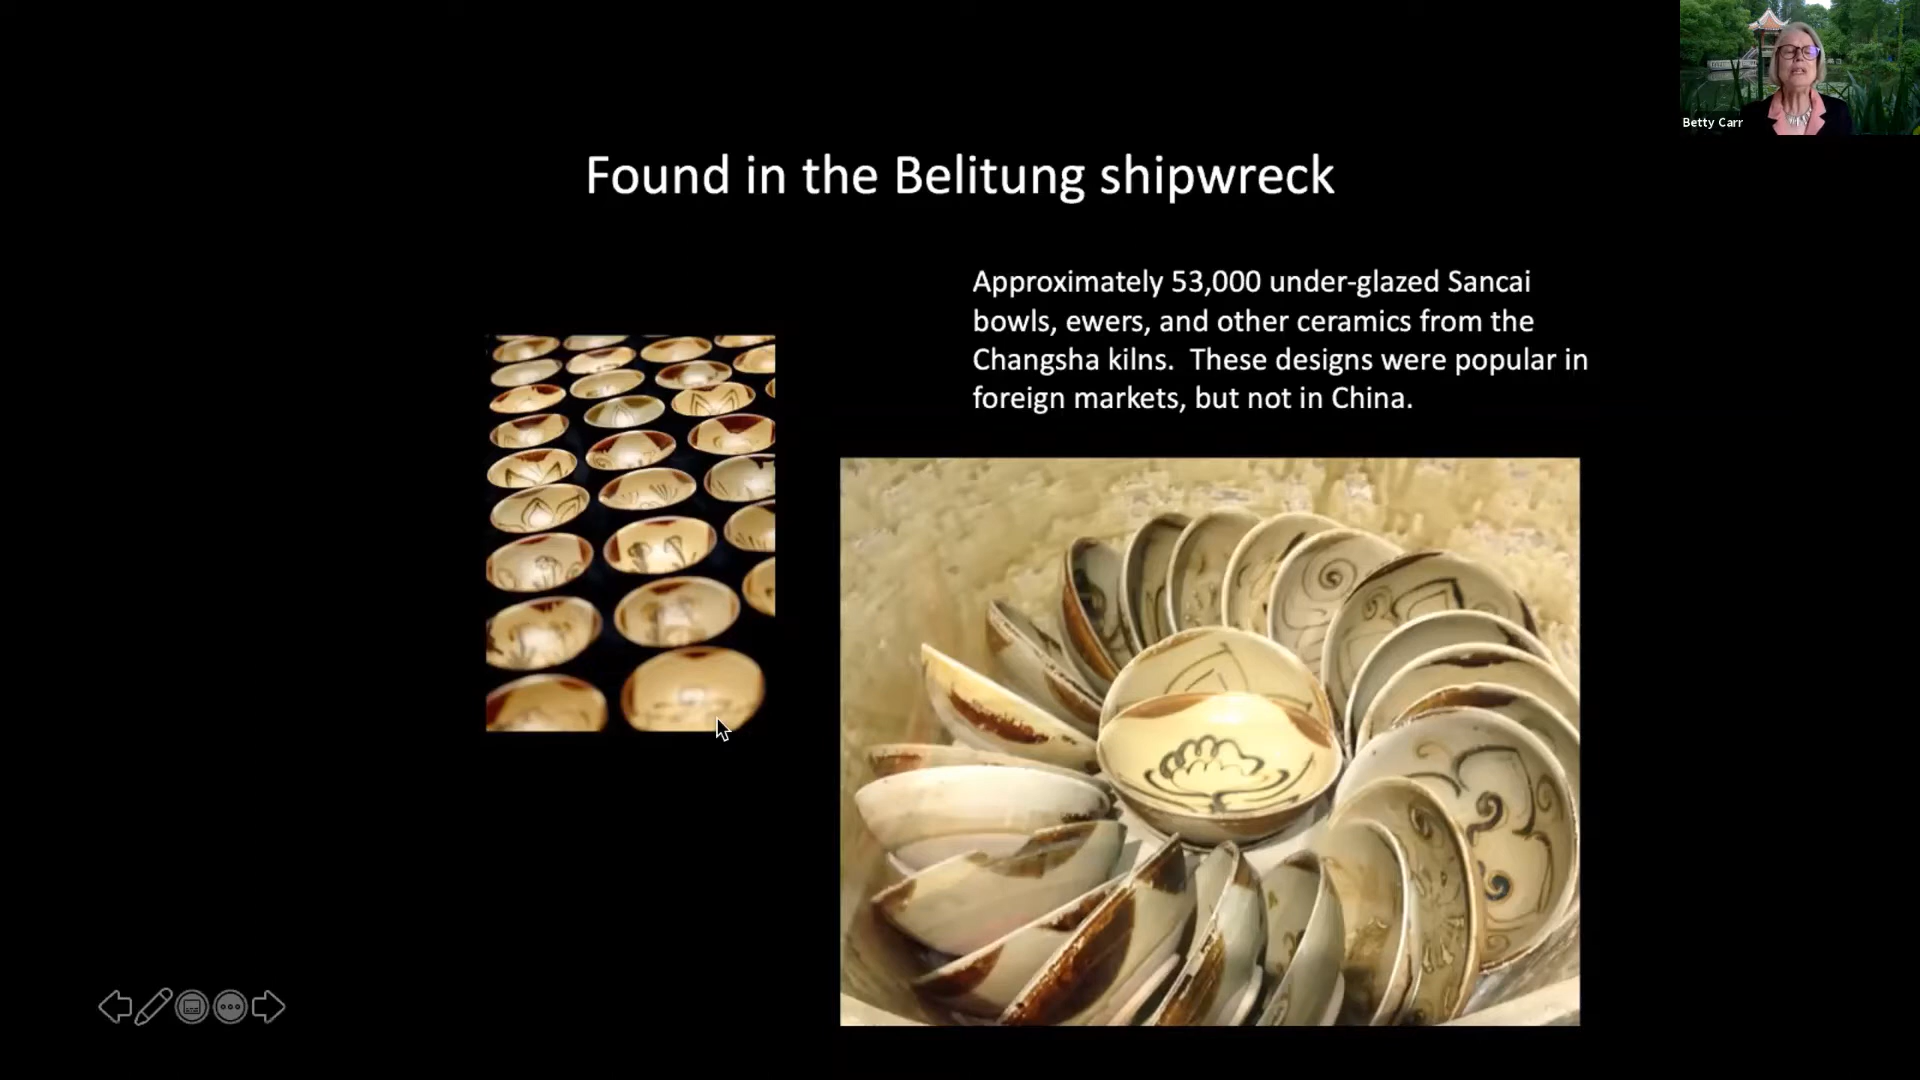 Betty Carr
Found in the Belitung shipwreck
Approximately 53,000 under-glazed Sancai
bowls, ewers, and other ceramics from the
Changsha kilns.  These designs were popular in
foreign markets, but not in China.